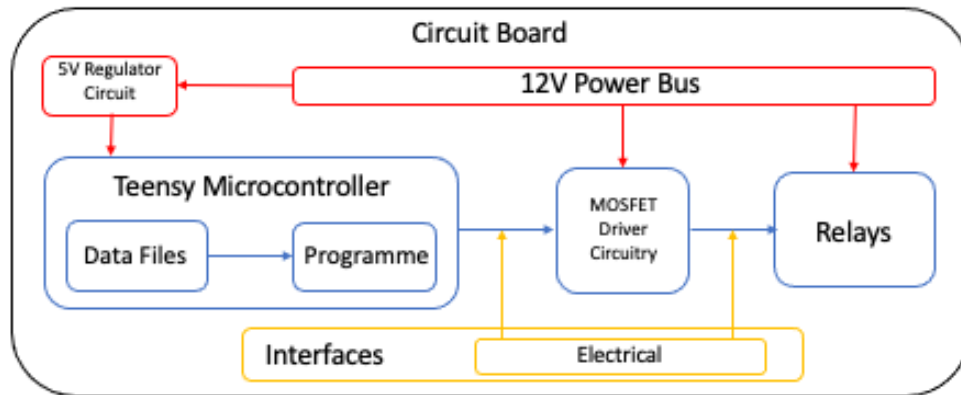 Circuit Board
5V Regulator
Circuit
12V Power Bus
Teensy Microcontroller
Data Files
Programme
MOSFET
Driver
Circuitry
Relays
Interfaces
Electrical